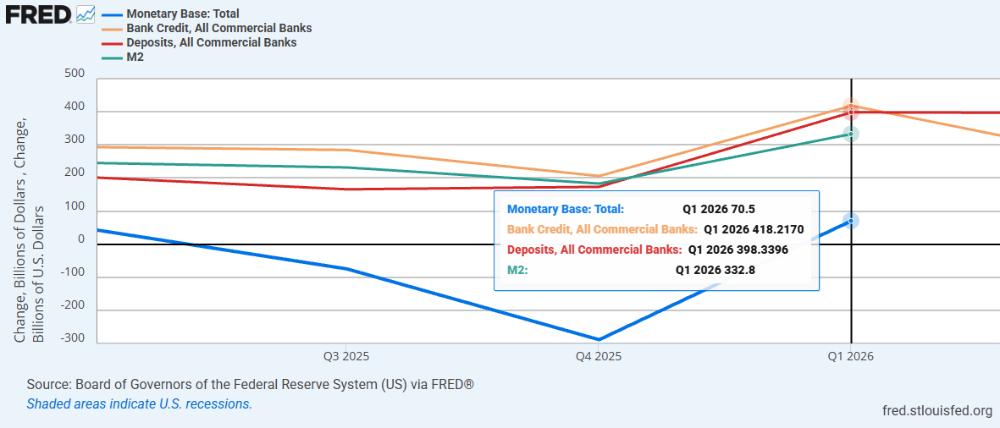 FRED
Monetary Base: Total
Bank Credit, All Commercial Banks
Deposits, All Commercial Banks
M2
500
400
300
200
100
0
-100
-200
-300
Change, Billions of Dollars , Change,
Billions of U.S. Dollars
Monetary Base: Total: Q1 2026 70.5
Bank Credit, All Commercial Banks: Q1 2026 418.2170
Deposits, All Commercial Banks: Q1 2026 398.3396
M2: Q1 2026 332.8
Q3 2025 Q4 2025 Q1 2026
Source: Board of Governors of the Federal Reserve System (US) via FRED®
Shaded areas indicate U.S. recessions.
fred.stlouisfed.org